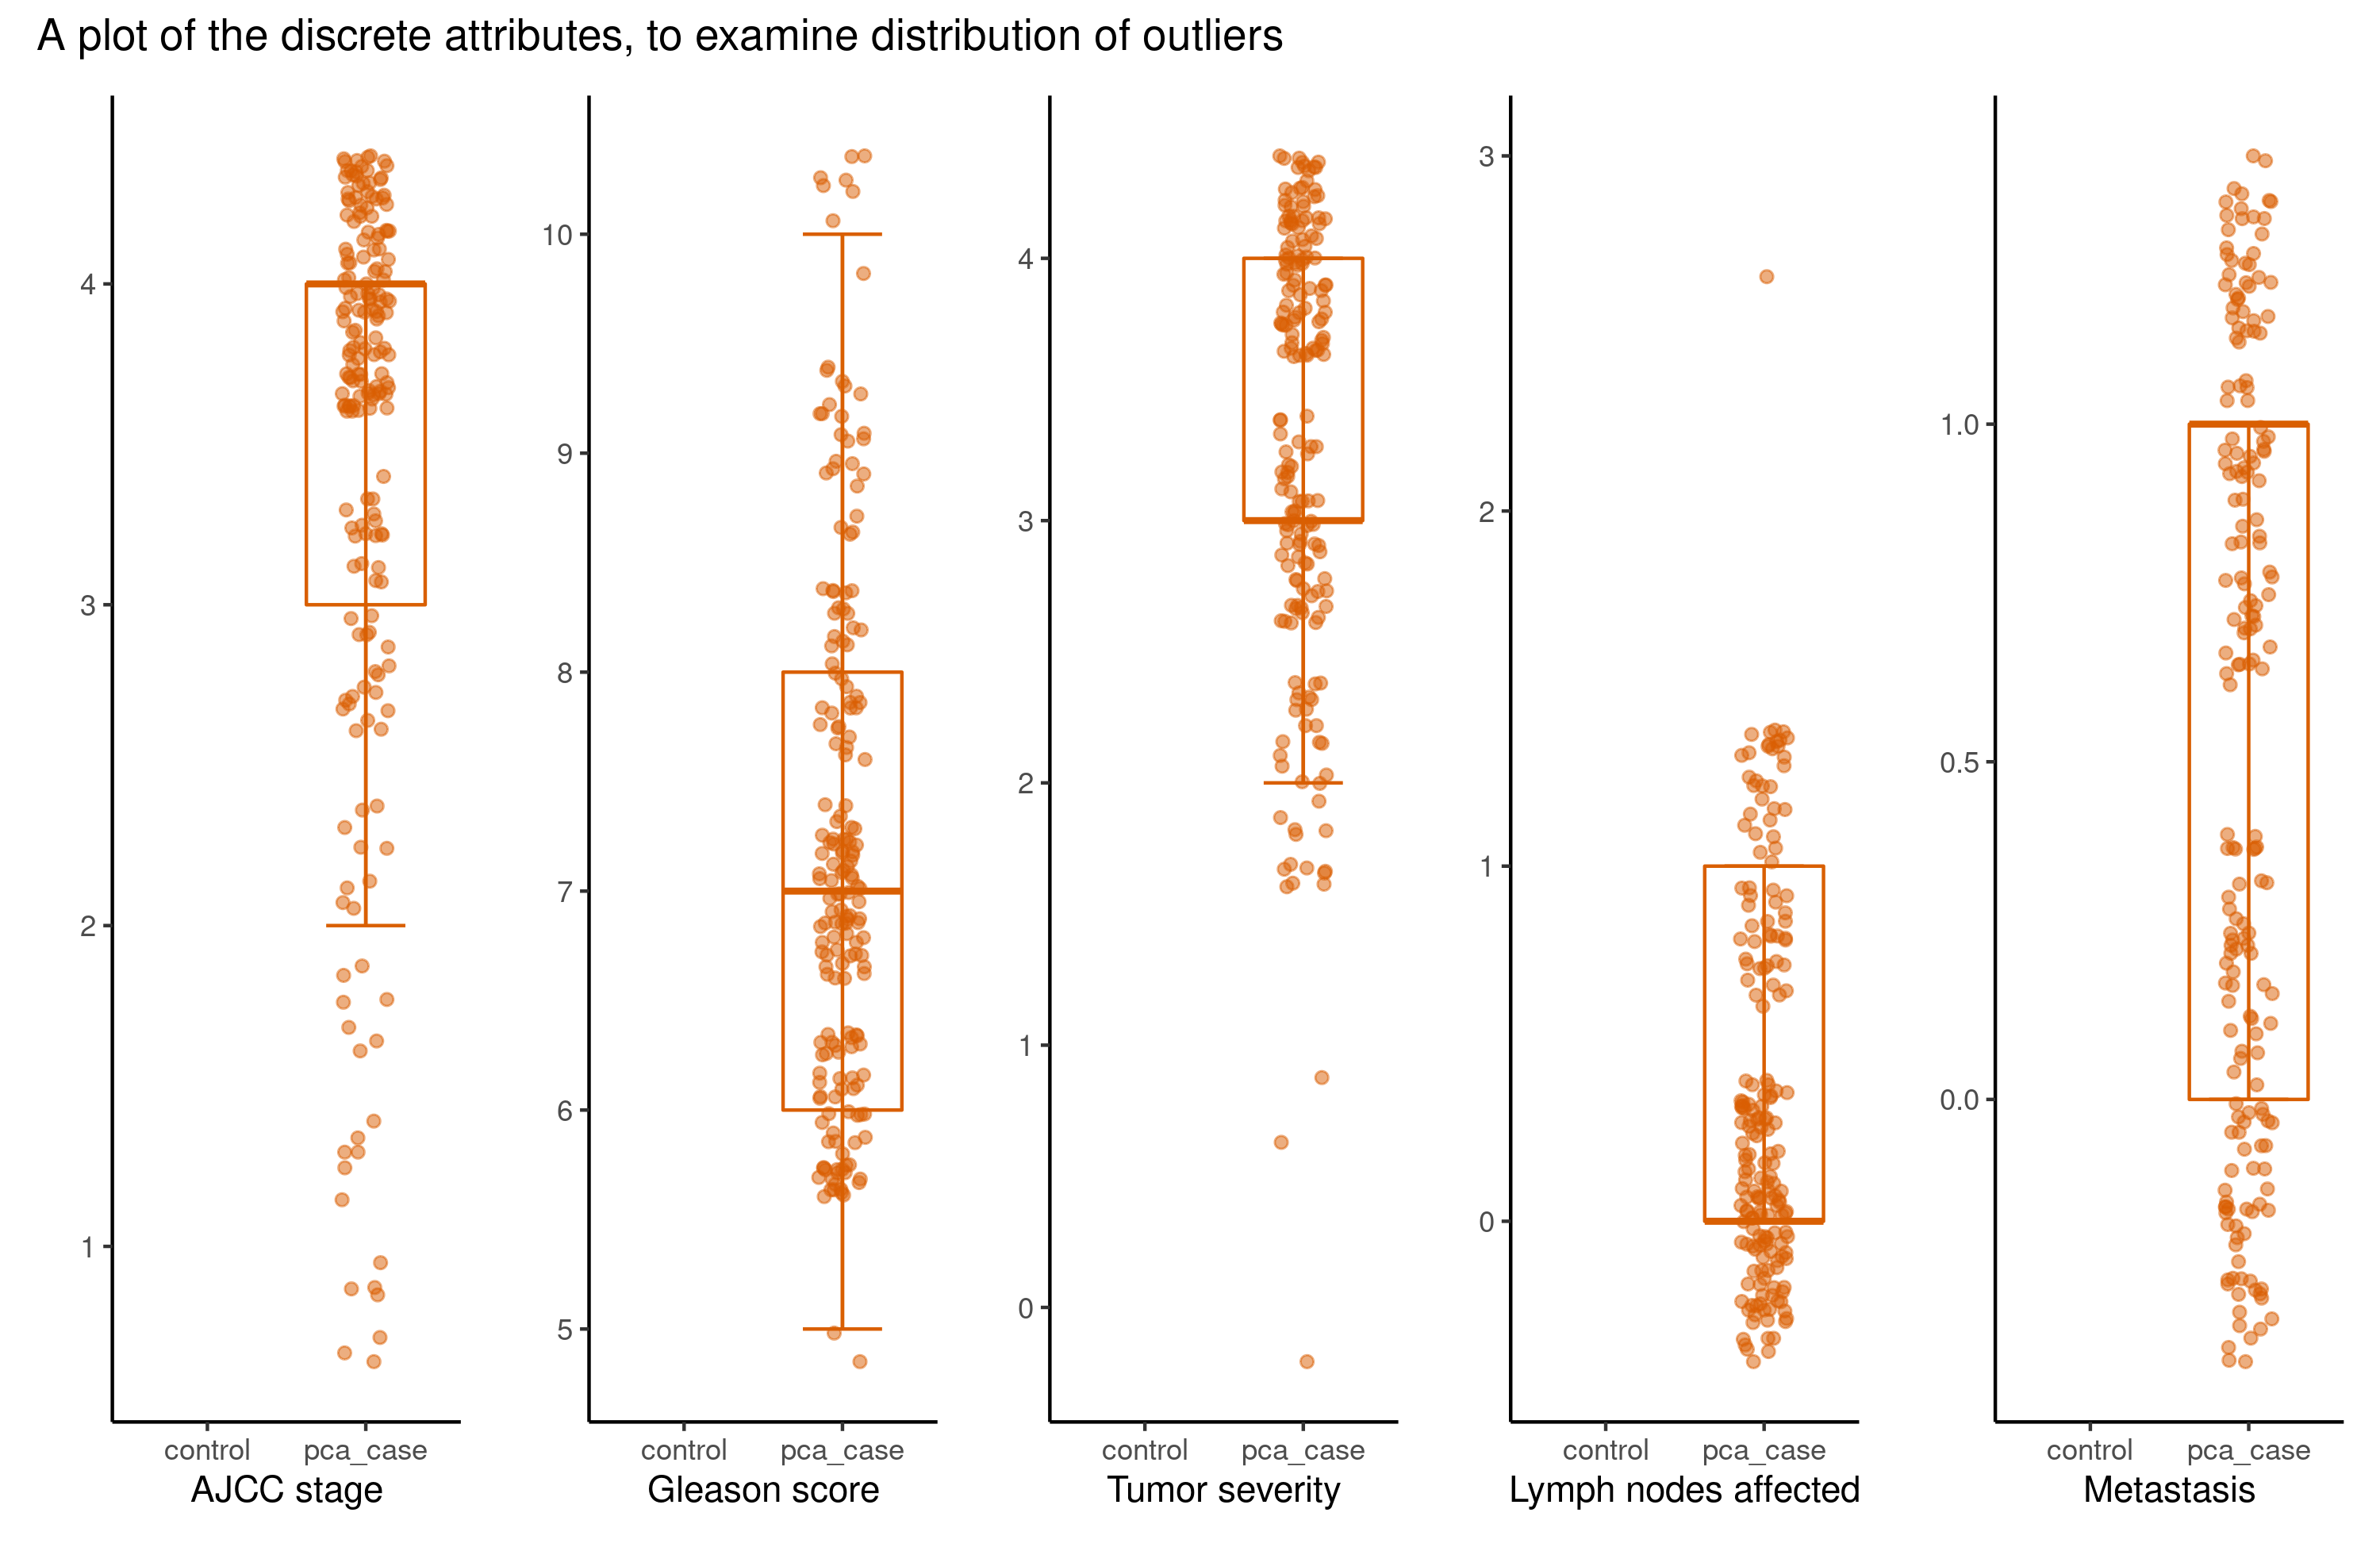 A plot of the discrete attributes, to examine distribution of outliers
4
3
2
1
control pca_case
AJCC stage
10
9
8
7
6
5
control pca_case
Gleason score
4
3
2
1
0
control pca_case
Tumor severity
3
2
1
0
control pca_case
Lymph nodes affected
1.0
0.5
0.0
control pca_case
Metastasis